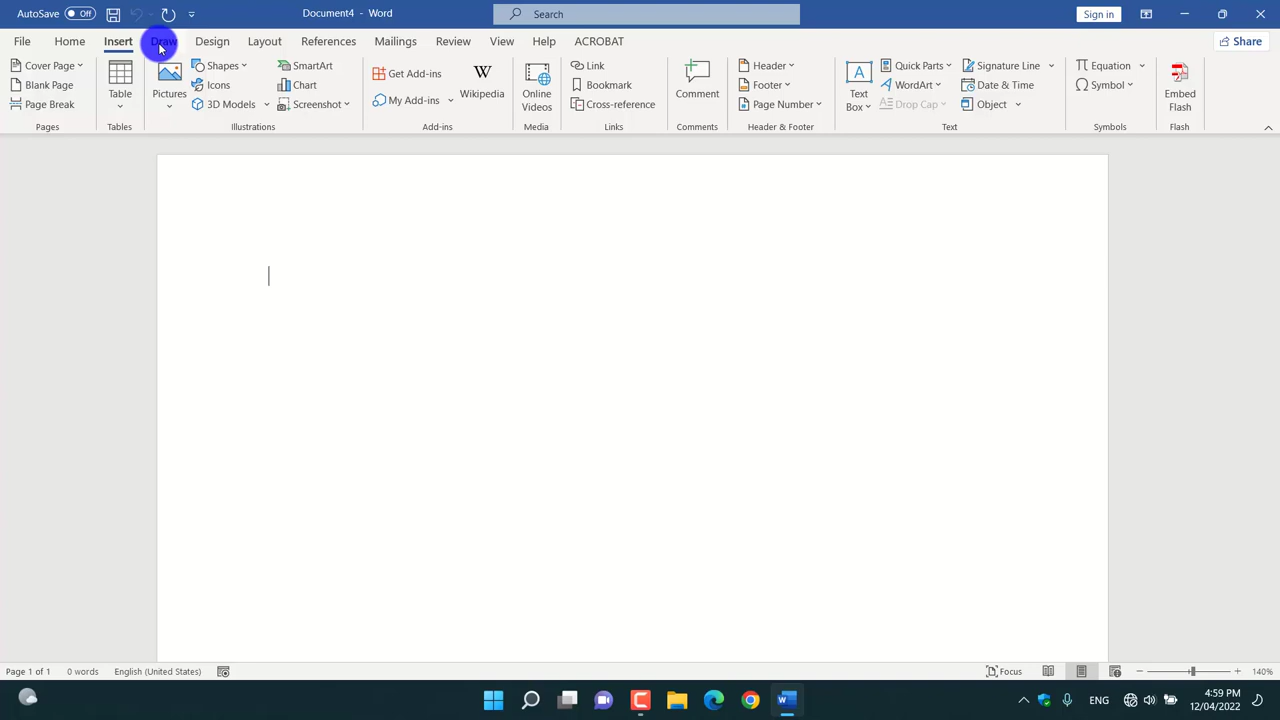 AutoSave Off Document4 - Word Search Sign in
File Home Insert Draw Design Layout References Mailings Review View Help ACROBAT Share
Cover Page
Blank Page
Page Break
Pages
Table
Tables
Pictures
Shapes
Icons
3D Models
SmartArt
Chart
Screenshot
Illustrations
Get Add-ins
My Add-ins
W
Wikipedia
Add-ins
Online
Videos
Media
Link
Bookmark
Cross-reference
Links
Comment
Comments
Header
Footer
Page Number
Header & Footer
A
Text
Box
Quick Parts
WordArt
Drop Cap
Signature Line
Date & Time
Object
Text
Equation
Symbol
Symbols
Embed
Flash
Flash
Page 1 of 1 0 words English (United States) Focus 140%
ENG 4:59 PM
12/04/2022